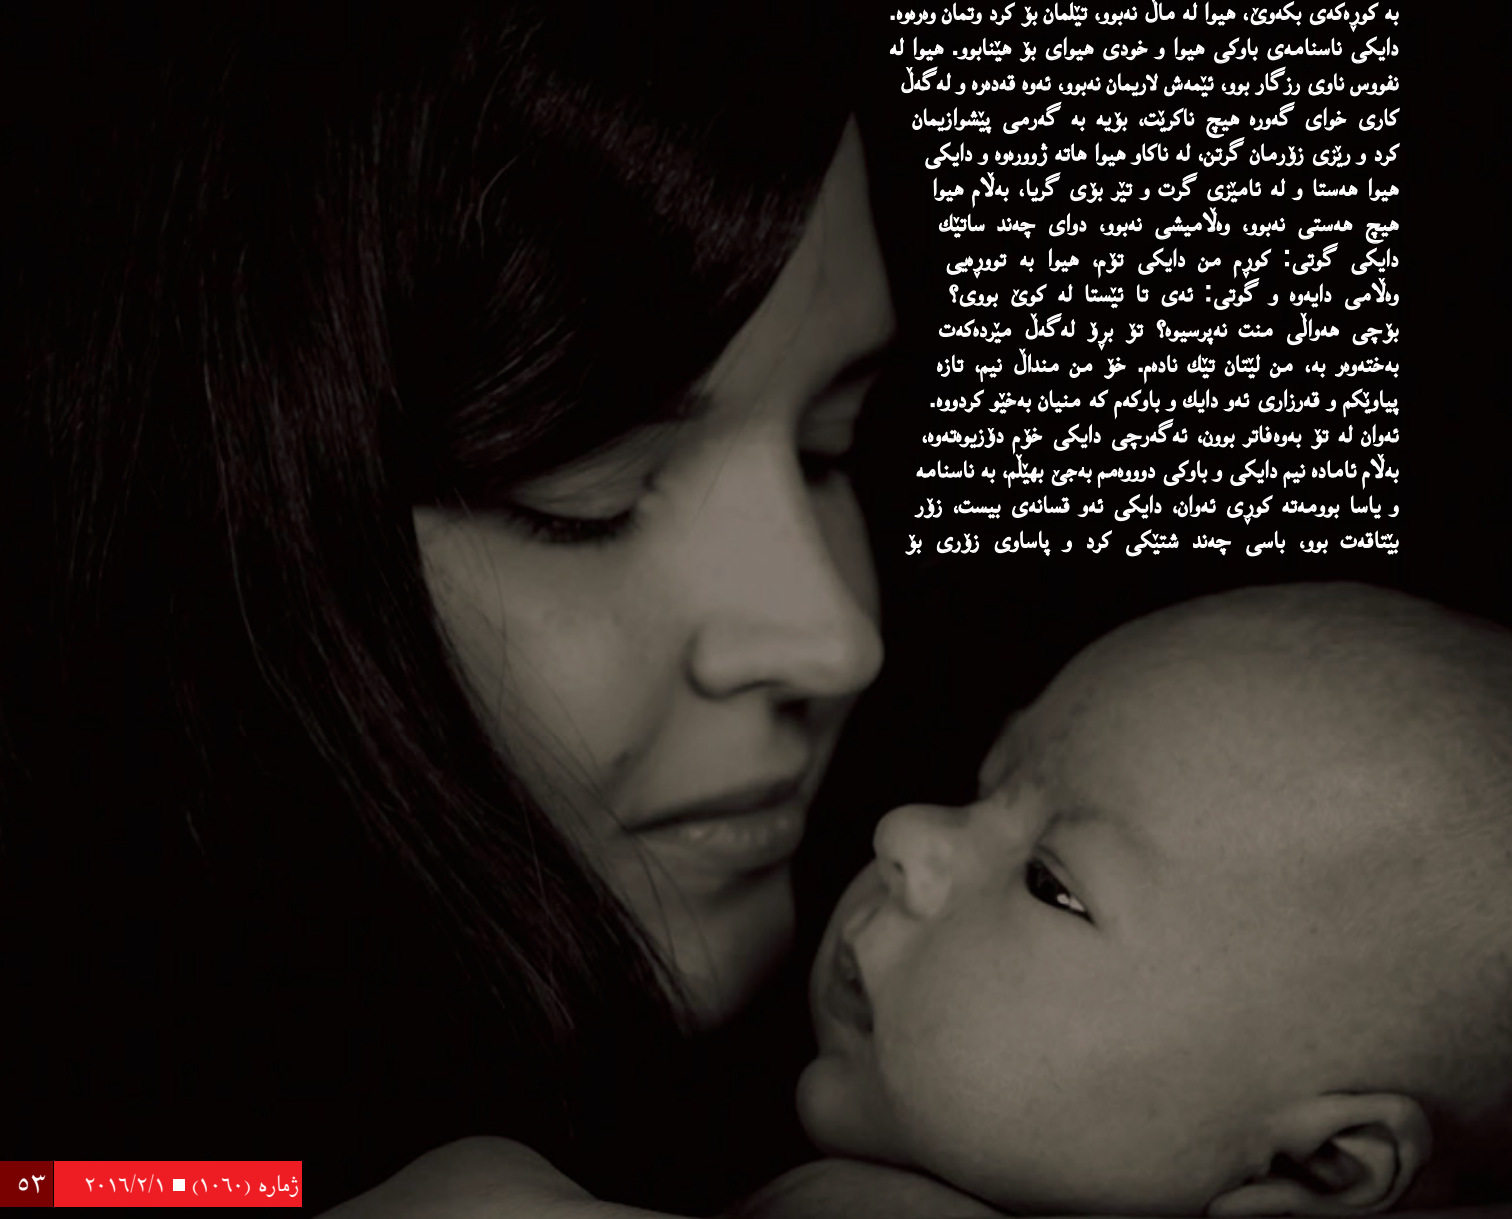 بە کوڕەکەی بکەوێ، هیوا لە ماڵ نەبوو، تێلمان بۆ کرد وتمان وەرەوە.
دایکی ناسنامەی باوکی هیوا و خودی هیوای بۆ هێنابوو. هیوا لە
نفووس ناوی رزگار بوو، ئێمەش لاریمان نەبوو، ئەوە قەدەرە و لەگەڵ
کاری خوای گەورە هیچ ناکرێت، بۆیە بە گەرمی پێشوازیمان
کرد و رێزی زۆرمان گرتن، لە ناکاو هیوا هاتە ژوورەوە و دایکی
هیوا هەستا و لە ئامێزی گرت و تێر بۆی گریا، بەڵام هیوا
هیچ هەستی نەبوو، وەڵامیشی نەبوو، دوای چەند ساتێك
دایکی گوتی: کوڕم من دایکی تۆم، هیوا بە تووڕەیی
وەڵامی دایەوە و گوتی: ئەی تا ئێستا لە کوێ بووی؟
بۆچی هەواڵی منت نەپرسیوە؟ تۆ بڕۆ لەگەڵ مێردەکەت
بەختەوەر بە، من لێتان تێك نادەم. خۆ من منداڵ نیم، تازە
پیاوێکم و قەرزاری ئەو دایك و باوکەم کە منیان بەخێو کردووە.
ئەوان لە تۆ بەوەفاتر بوون، ئەگەرچی دایکی خۆم دۆزیوەتەوە،
بەڵام ئامادە نیم دایکی و باوکی دوووەمم بەجێ بهێڵم، بە ناسنامە
و یاسا بوومەتە کوڕی ئەوان، دایکی ئەو قسانەی بیست، زۆر
بێتاقەت بوو، باسی چەند شتێکی کرد و پاساوی زۆری بۆ
ژمارە (١٠٦٠) ■ ٢٠١٦/٢/١ ٥٣